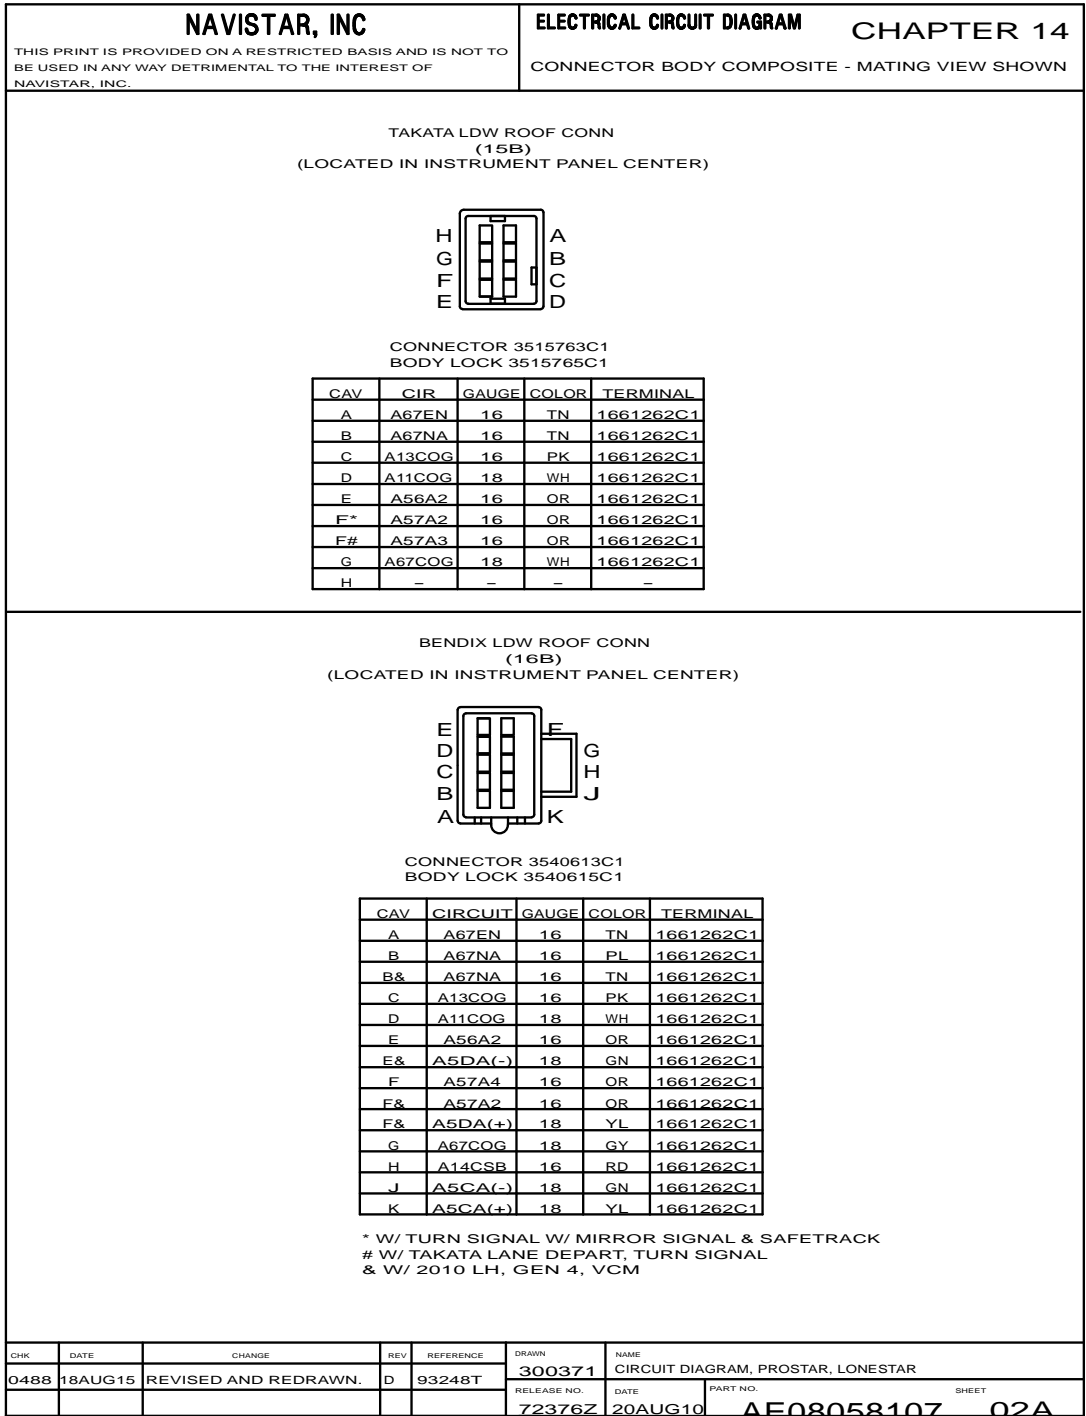 NAVISTAR, INC
THIS PRINT IS PROVIDED ON A RESTRICTED BASIS AND IS NOT TO
BE USED IN ANY WAY DETRIMENTAL TO THE INTEREST OF
NAVISTAR, INC.
ELECTRICAL CIRCUIT DIAGRAM
CHAPTER 14
CONNECTOR BODY COMPOSITE - MATING VIEW SHOWN
TAKATA LDW ROOF CONN
(15B)
(LOCATED IN INSTRUMENT PANEL CENTER)
H A
G B
F C
E D
CONNECTOR 3515763C1
BODY LOCK 3515765C1
CAV CIR GAUGE COLOR TERMINAL
A A67EN 16 TN 1661262C1
B A67NA 16 TN 1661262C1
C A13COG 16 PK 1661262C1
D A11COG 18 WH 1661262C1
E A56A2 16 OR 1661262C1
F* A57A2 16 OR 1661262C1
F# A57A3 16 OR 1661262C1
G A67COG 18 WH 1661262C1
H – – – –
BENDIX LDW ROOF CONN
(16B)
(LOCATED IN INSTRUMENT PANEL CENTER)
E F
D G
C H
B J
A K
CONNECTOR 3540613C1
BODY LOCK 3540615C1
CAV CIRCUIT GAUGE COLOR TERMINAL
A A67EN 16 TN 1661262C1
B A67NA 16 PL 1661262C1
B& A67NA 16 TN 1661262C1
C A13COG 16 PK 1661262C1
D A11COG 18 WH 1661262C1
E A56A2 16 OR 1661262C1
E& A5DA(-) 18 GN 1661262C1
F A57A4 16 OR 1661262C1
F& A57A2 16 OR 1661262C1
F& A5DA(+) 18 YL 1661262C1
G A67COG 18 GY 1661262C1
H A14CSB 16 RD 1661262C1
J A5CA(-) 18 GN 1661262C1
K A5CA(+) 18 YL 1661262C1
* W/ TURN SIGNAL W/ MIRROR SIGNAL & SAFETRACK
# W/ TAKATA LANE DEPART, TURN SIGNAL
& W/ 2010 LH, GEN 4, VCM
CHK DATE CHANGE REV REFERENCE
0488 18AUG15 REVISED AND REDRAWN. D 93248T
DRAWN
300371
NAME
CIRCUIT DIAGRAM, PROSTAR, LONESTAR
RELEASE NO.
72376Z
DATE
20AUG10
PART NO.
AE08058107
SHEET
02A